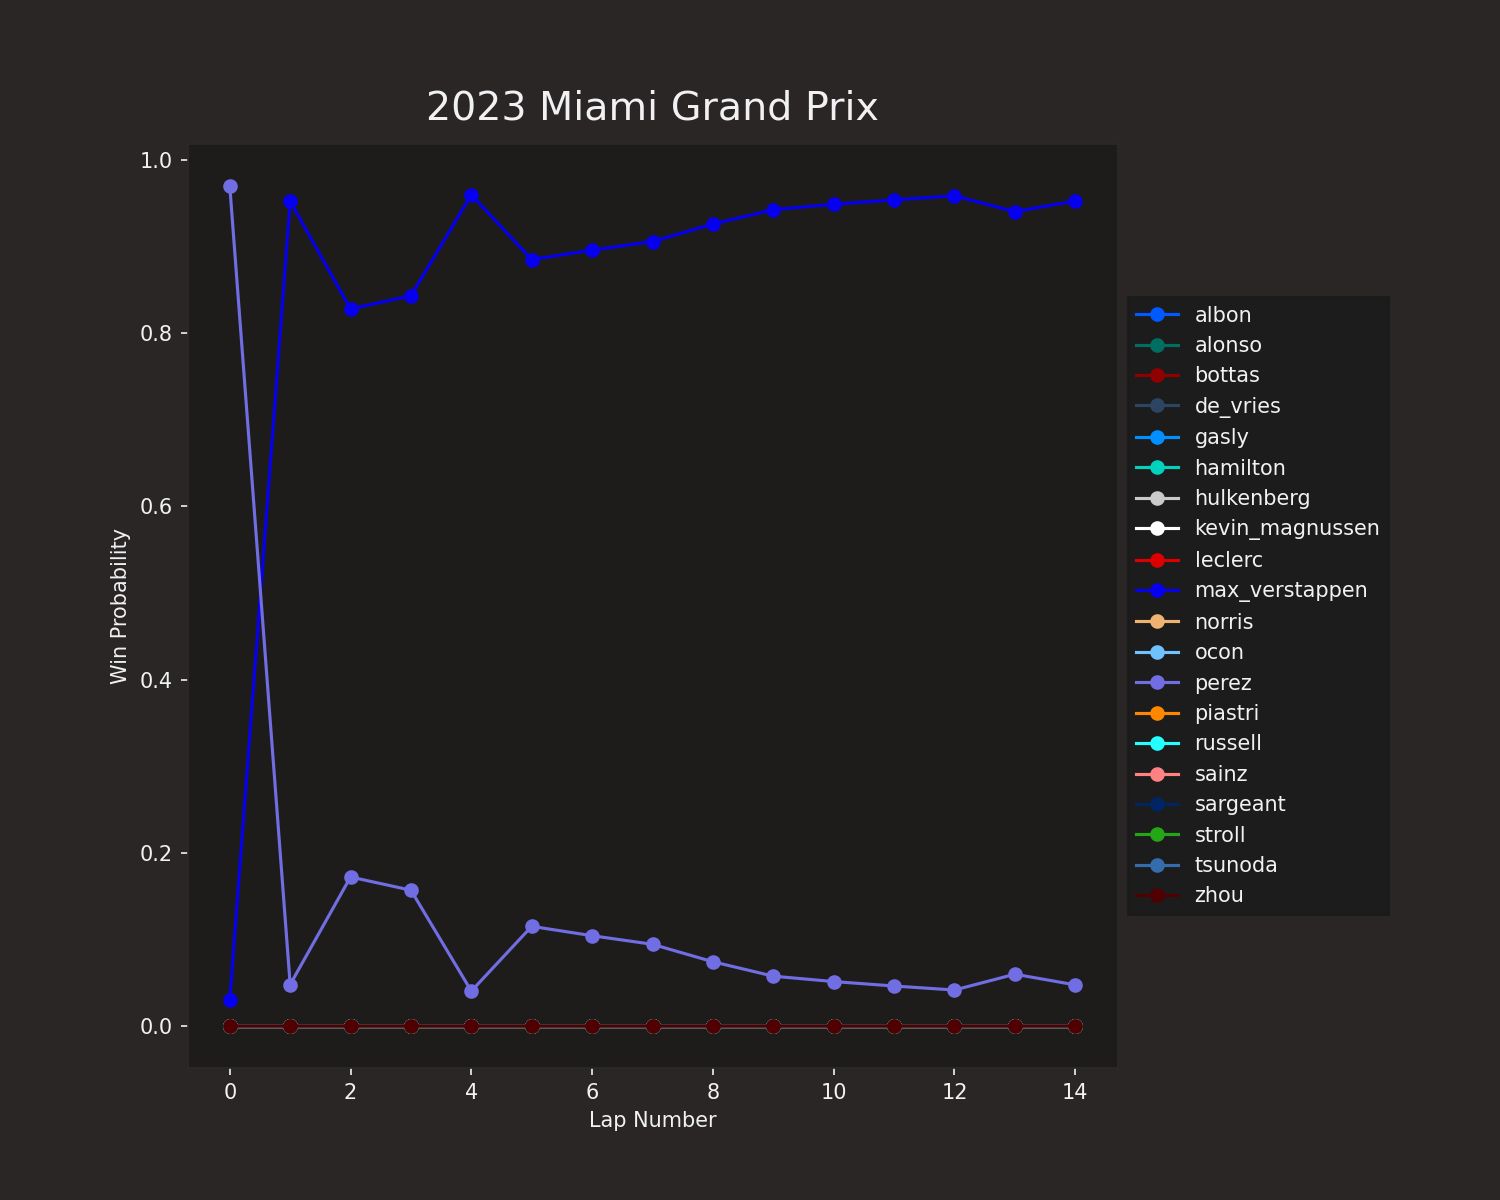 2023 Miami Grand Prix
1.0
0.8
0.6
0.4
0.2
0.0
Win Probability
0 2 4 6 8 10 12 14
Lap Number
albon
alonso
bottas
de_vries
gasly
hamilton
hulkenberg
kevin_magnussen
leclerc
max_verstappen
norris
ocon
perez
piastri
russell
sainz
sargeant
stroll
tsunoda
zhou